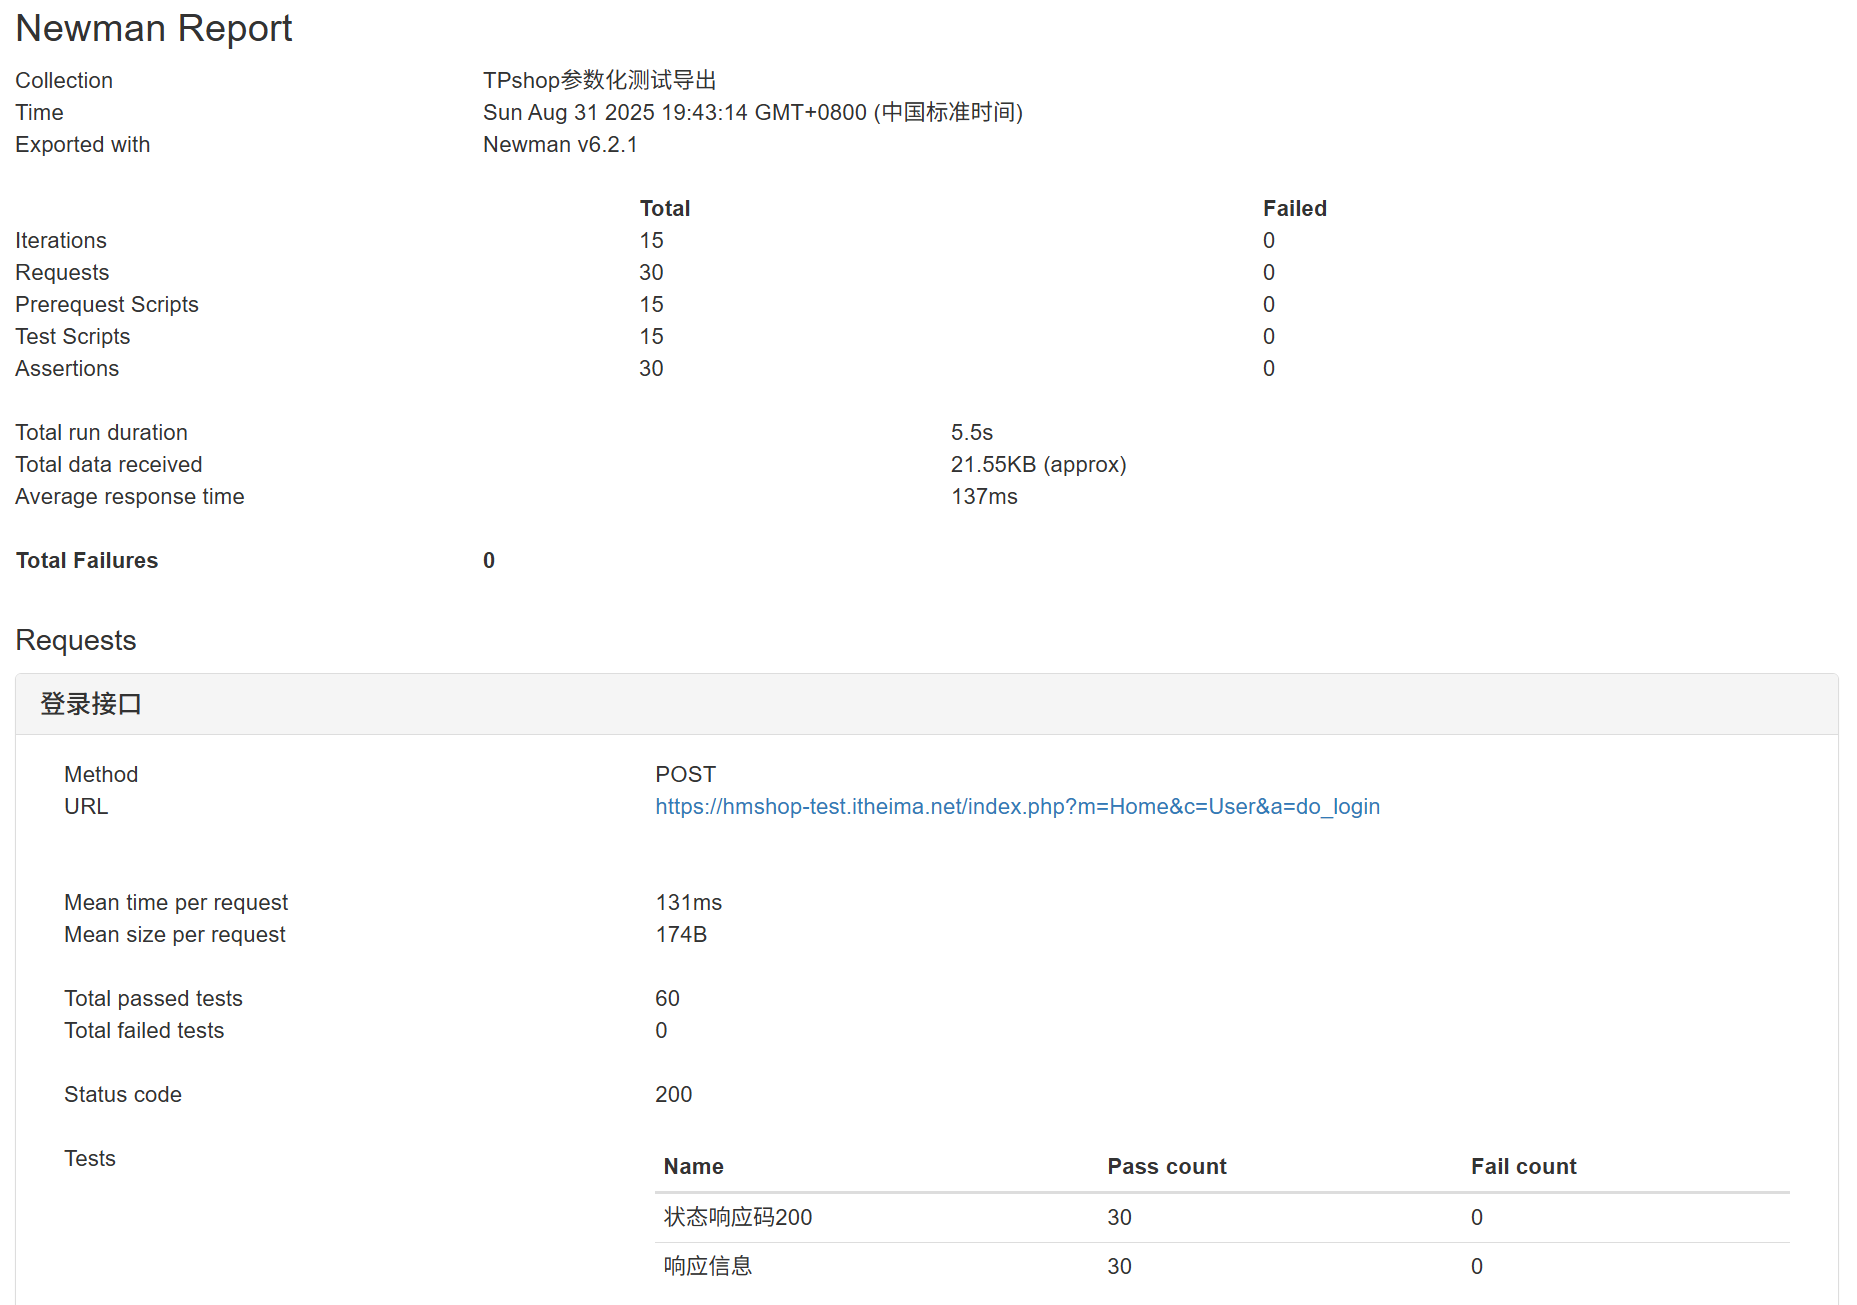 Newman Report
Collection TPshop参数化测试导出
Time Sun Aug 31 2025 19:43:14 GMT+0800 (中国标准时间)
Exported with Newman v6.2.1
Total Failed
Iterations 15 0
Requests 30 0
Prerequest Scripts 15 0
Test Scripts 15 0
Assertions 30 0
Total run duration 5.5s
Total data received 21.55KB (approx)
Average response time 137ms
Total Failures 0
Requests
登录接口
Method POST
URL https://hmshop-test.itheima.net/index.php?m=Home&c=User&a=do_login
Mean time per request 131ms
Mean size per request 174B
Total passed tests 60
Total failed tests 0
Status code 200
Tests Name Pass count Fail count
状态响应码200 30 0
响应信息 30 0